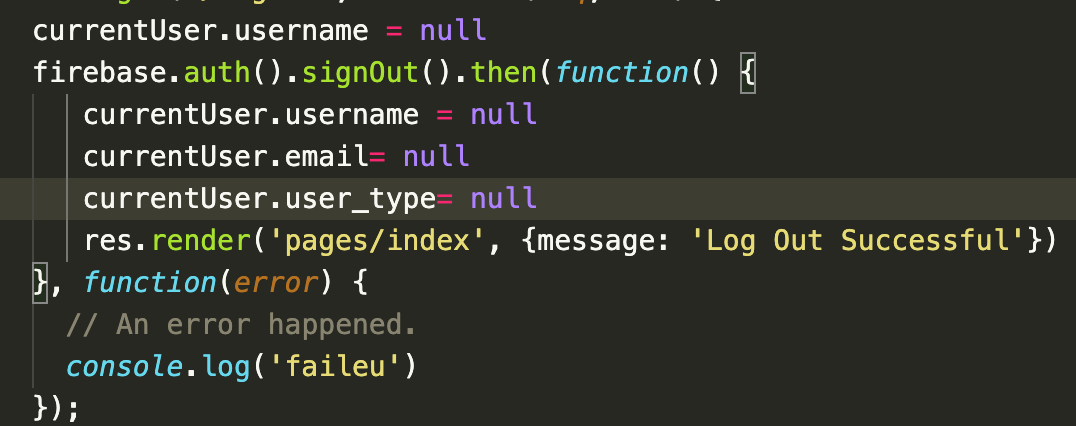 currentUser.username = null
firebase.auth().signOut().then(function() {
currentUser.username = null
currentUser.email= null
currentUser.user_type= null
res.render('pages/index', {message: 'Log Out Successful'})
}, function(error) {
// An error happened.
console.log('faileu')
});